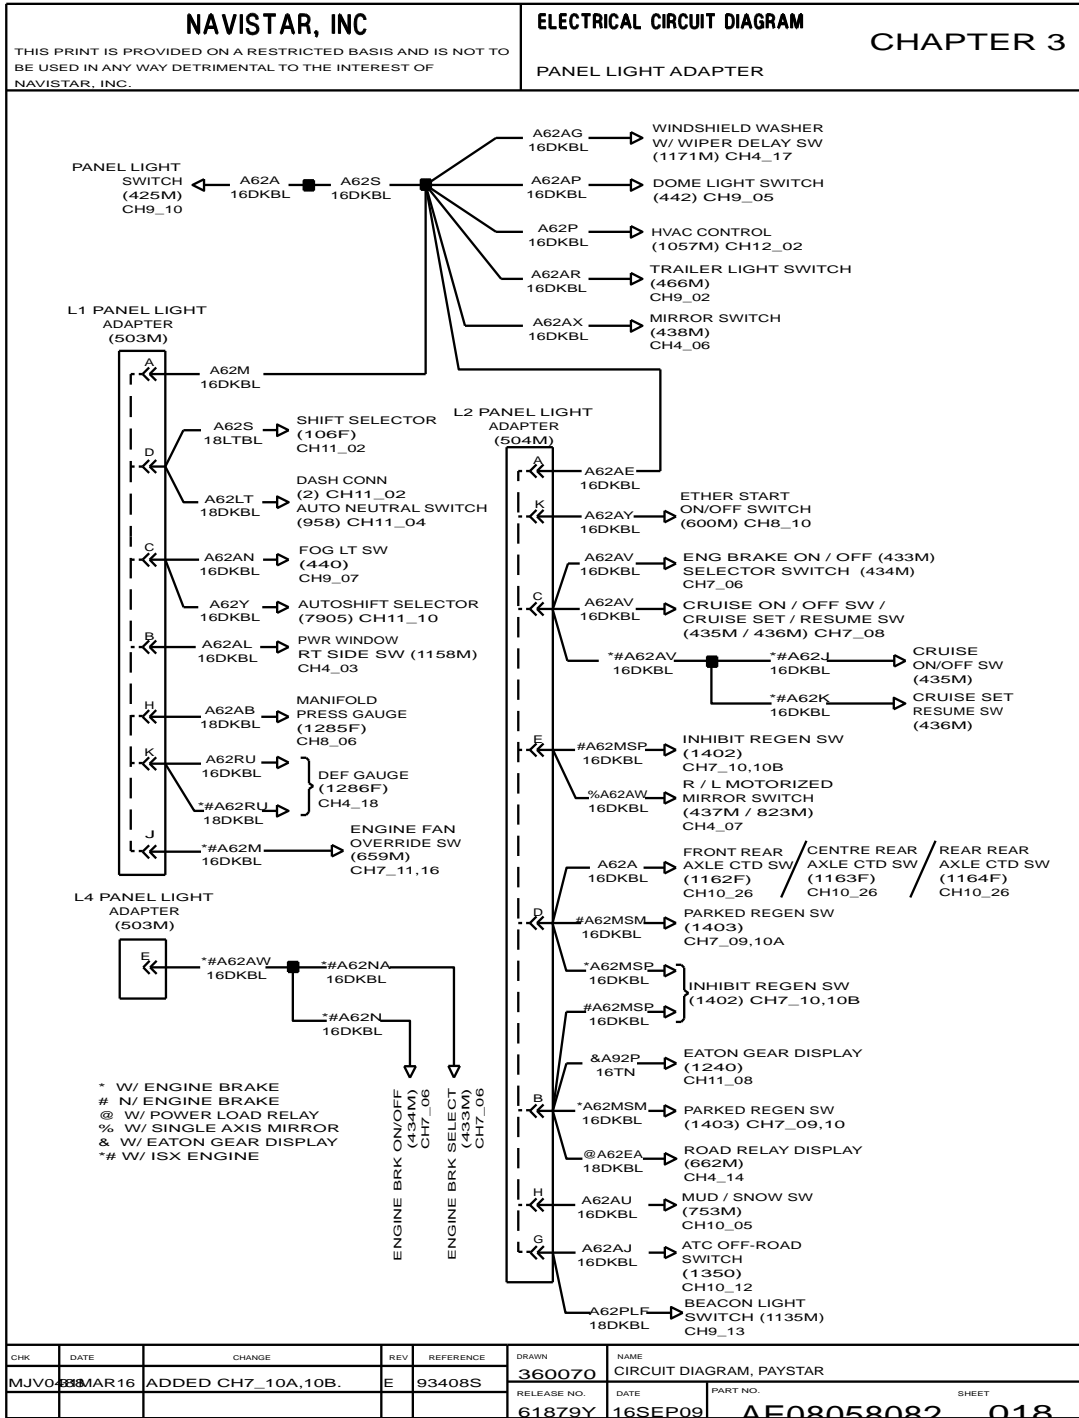 NAVISTAR, INC
THIS PRINT IS PROVIDED ON A RESTRICTED BASIS AND IS NOT TO
BE USED IN ANY WAY DETRIMENTAL TO THE INTEREST OF
NAVISTAR, INC.
ELECTRICAL CIRCUIT DIAGRAM
CHAPTER 3
PANEL LIGHT ADAPTER
PANEL LIGHT
SWITCH
(425M)
CH9_10
A62A
16DKBL
A62S
16DKBL
A62AG
16DKBL
WINDSHIELD WASHER
W/ WIPER DELAY SW
(1171M) CH4_17
A62AP
16DKBL
DOME LIGHT SWITCH
(442) CH9_05
A62P
16DKBL
HVAC CONTROL
(1057M) CH12_02
A62AR
16DKBL
TRAILER LIGHT SWITCH
(466M)
CH9_02
A62AX
16DKBL
MIRROR SWITCH
(438M)
CH4_06
L1 PANEL LIGHT
ADAPTER
(503M)
A
A62M
16DKBL
D
A62S
18LTBL
SHIFT SELECTOR
(106F)
CH11_02
A62LT
18DKBL
DASH CONN
(2) CH11_02
AUTO NEUTRAL SWITCH
(958) CH11_04
C
A62AN
16DKBL
FOG LT SW
(440)
CH9_07
A62Y
16DKBL
AUTOSHIFT SELECTOR
(7905) CH11_10
B
A62AL
16DKBL
PWR WINDOW
RT SIDE SW (1158M)
CH4_03
H
A62AB
18DKBL
MANIFOLD
PRESS GAUGE
(1285F)
CH8_06
K
A62RU
16DKBL
*#A62RU
18DKBL
DEF GAUGE
(1286F)
CH4_18
J
*#A62M
16DKBL
ENGINE FAN
OVERRIDE SW
(659M)
CH7_11,16
L4 PANEL LIGHT
ADAPTER
(503M)
E
*#A62AW
16DKBL
*#A62NA
16DKBL
*#A62N
16DKBL
ENGINE BRK ON/OFF
(434M)
CH7_06
ENGINE BRK SELECT
(433M)
CH7_06
* W/ ENGINE BRAKE
# N/ ENGINE BRAKE
@ W/ POWER LOAD RELAY
% W/ SINGLE AXIS MIRROR
& W/ EATON GEAR DISPLAY
*# W/ ISX ENGINE
L2 PANEL LIGHT
ADAPTER
(504M)
A
A62AE
16DKBL
K
A62AY
16DKBL
ETHER START
ON/OFF SWITCH
(600M) CH8_10
C
A62AV
16DKBL
ENG BRAKE ON / OFF (433M)
SELECTOR SWITCH (434M)
CH7_06
A62AV
16DKBL
CRUISE ON / OFF SW /
CRUISE SET / RESUME SW
(435M / 436M) CH7_08
*#A62AV
16DKBL
*#A62J
16DKBL
CRUISE
ON/OFF SW
(435M)
*#A62K
16DKBL
CRUISE SET
RESUME SW
(436M)
E
#A62MSP
16DKBL
INHIBIT REGEN SW
(1402)
CH7_10,10B
%A62AW
16DKBL
R / L MOTORIZED
MIRROR SWITCH
(437M / 823M)
CH4_07
D
A62A
16DKBL
FRONT REAR
AXLE CTD SW
(1162F)
CH10_26
CENTRE REAR
AXLE CTD SW
(1163F)
CH10_26
REAR REAR
AXLE CTD SW
(1164F)
CH10_26
#A62MSM
16DKBL
PARKED REGEN SW
(1403)
CH7_09,10A
*A62MSP
16DKBL
#A62MSP
16DKBL
INHIBIT REGEN SW
(1402) CH7_10,10B
B
&A92P
16TN
EATON GEAR DISPLAY
(1240)
CH11_08
*A62MSM
16DKBL
PARKED REGEN SW
(1403) CH7_09,10
@A62EA
18DKBL
ROAD RELAY DISPLAY
(662M)
CH4_14
H
A62AU
16DKBL
MUD / SNOW SW
(753M)
CH10_05
G
A62AJ
16DKBL
ATC OFF-ROAD
SWITCH
(1350)
CH10_12
A62PLF
18DKBL
BEACON LIGHT
SWITCH (1135M)
CH9_13
CHK DATE CHANGE REV REFERENCE
ADDED CH7_10A,10B. E 93408S
DRAWN
360070
NAME
CIRCUIT DIAGRAM, PAYSTAR
RELEASE NO.
61879Y
DATE
16SEP09
PART NO.
AE08058082
SHEET
018